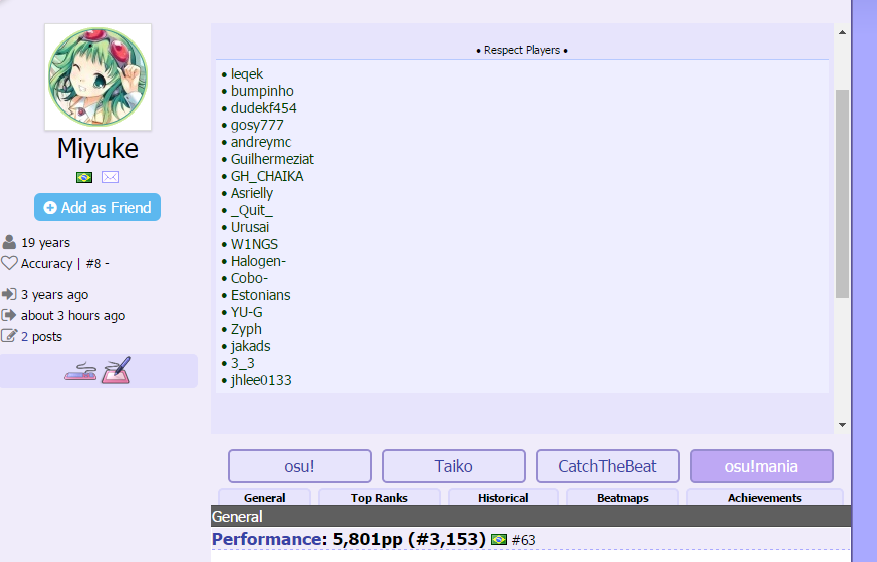 Miyuke
Add as Friend
19 years
Accuracy | #8 -
3 years ago
about 3 hours ago
2 posts
• Respect Players •
• leqek
• bumpinho
• dudekf454
• gosy777
• andreymc
• Guilhermeziat
• GH_CHAIKA
• Asrielly
• _Quit_
• Urusai
• W1NGS
• Halogen-
• Cobo-
• Estonians
• YU-G
• Zyph
• jakads
• 3_3
• jhlee0133
osu! Taiko CatchTheBeat osu!mania
General Top Ranks Historical Beatmaps Achievements
General
Performance: 5,801pp (#3,153) #63